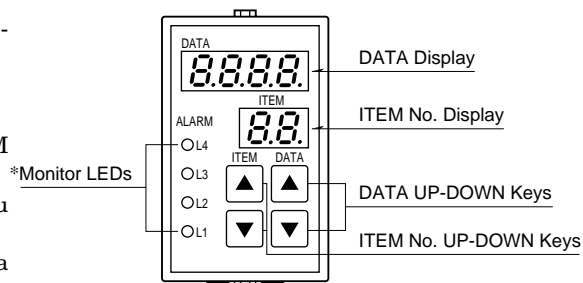 -
DATA
8.8.8.8.
DATA Display
ITEM
8.8.
ITEM No. Display
ALARM
M
L4
ITEM DATA
*Monitor LEDs
L3
DATA UP-DOWN Keys
u
L2
L1
ITEM No. UP-DOWN Keys
a